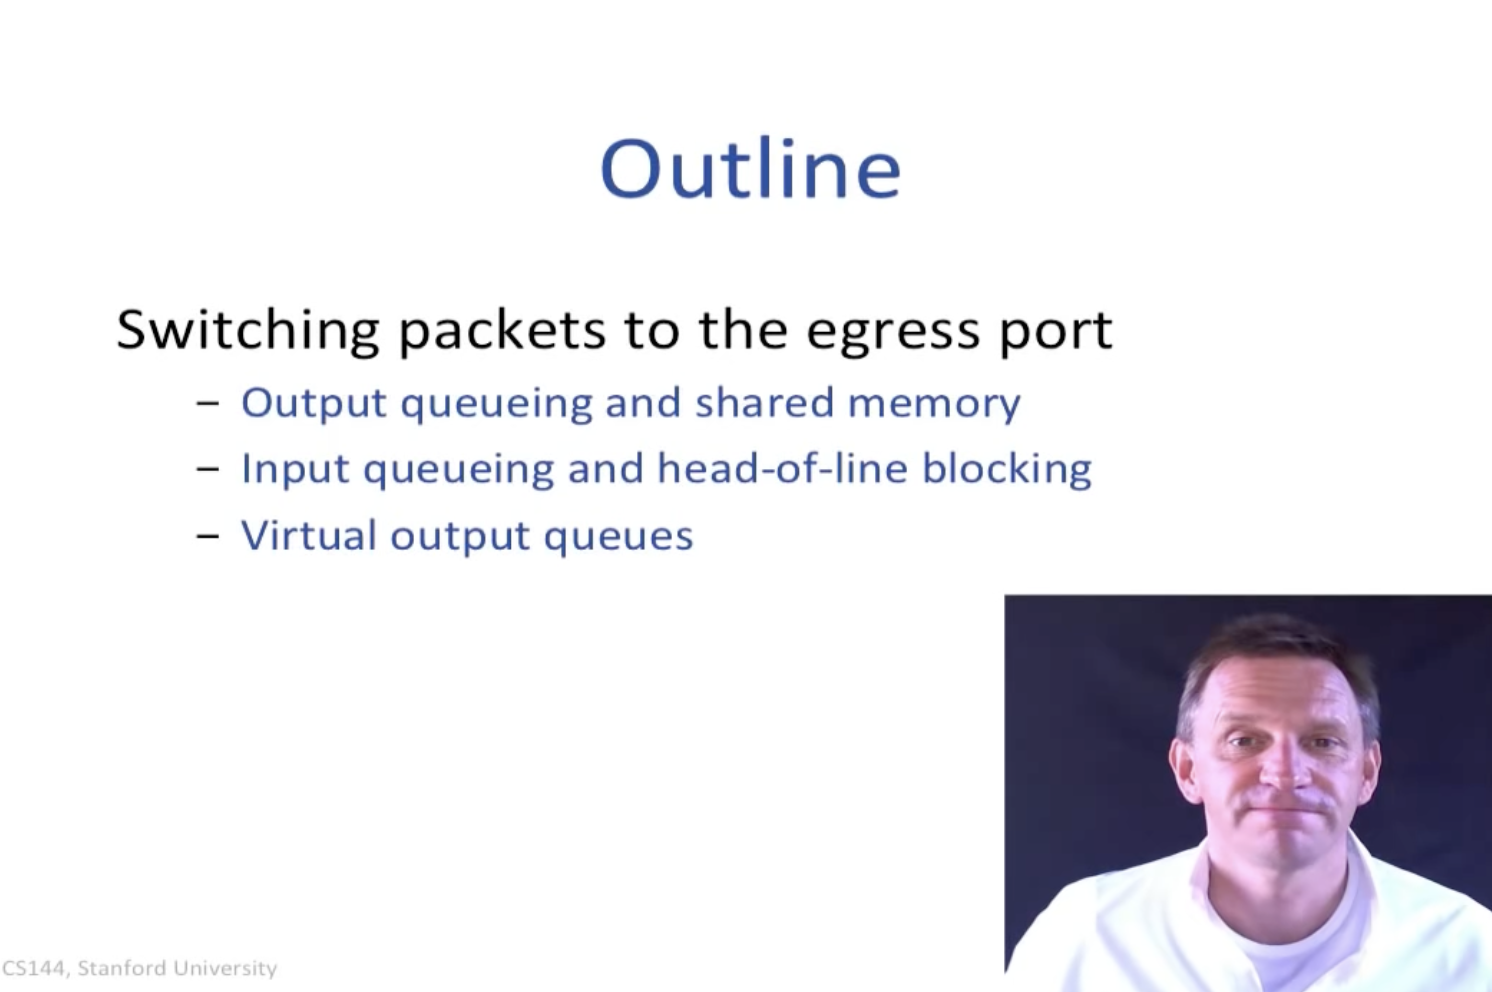 Outline
Switching packets to the egress port
– Output queueing and shared memory
– Input queueing and head-of-line blocking
– Virtual output queues
CS144, Stanford University